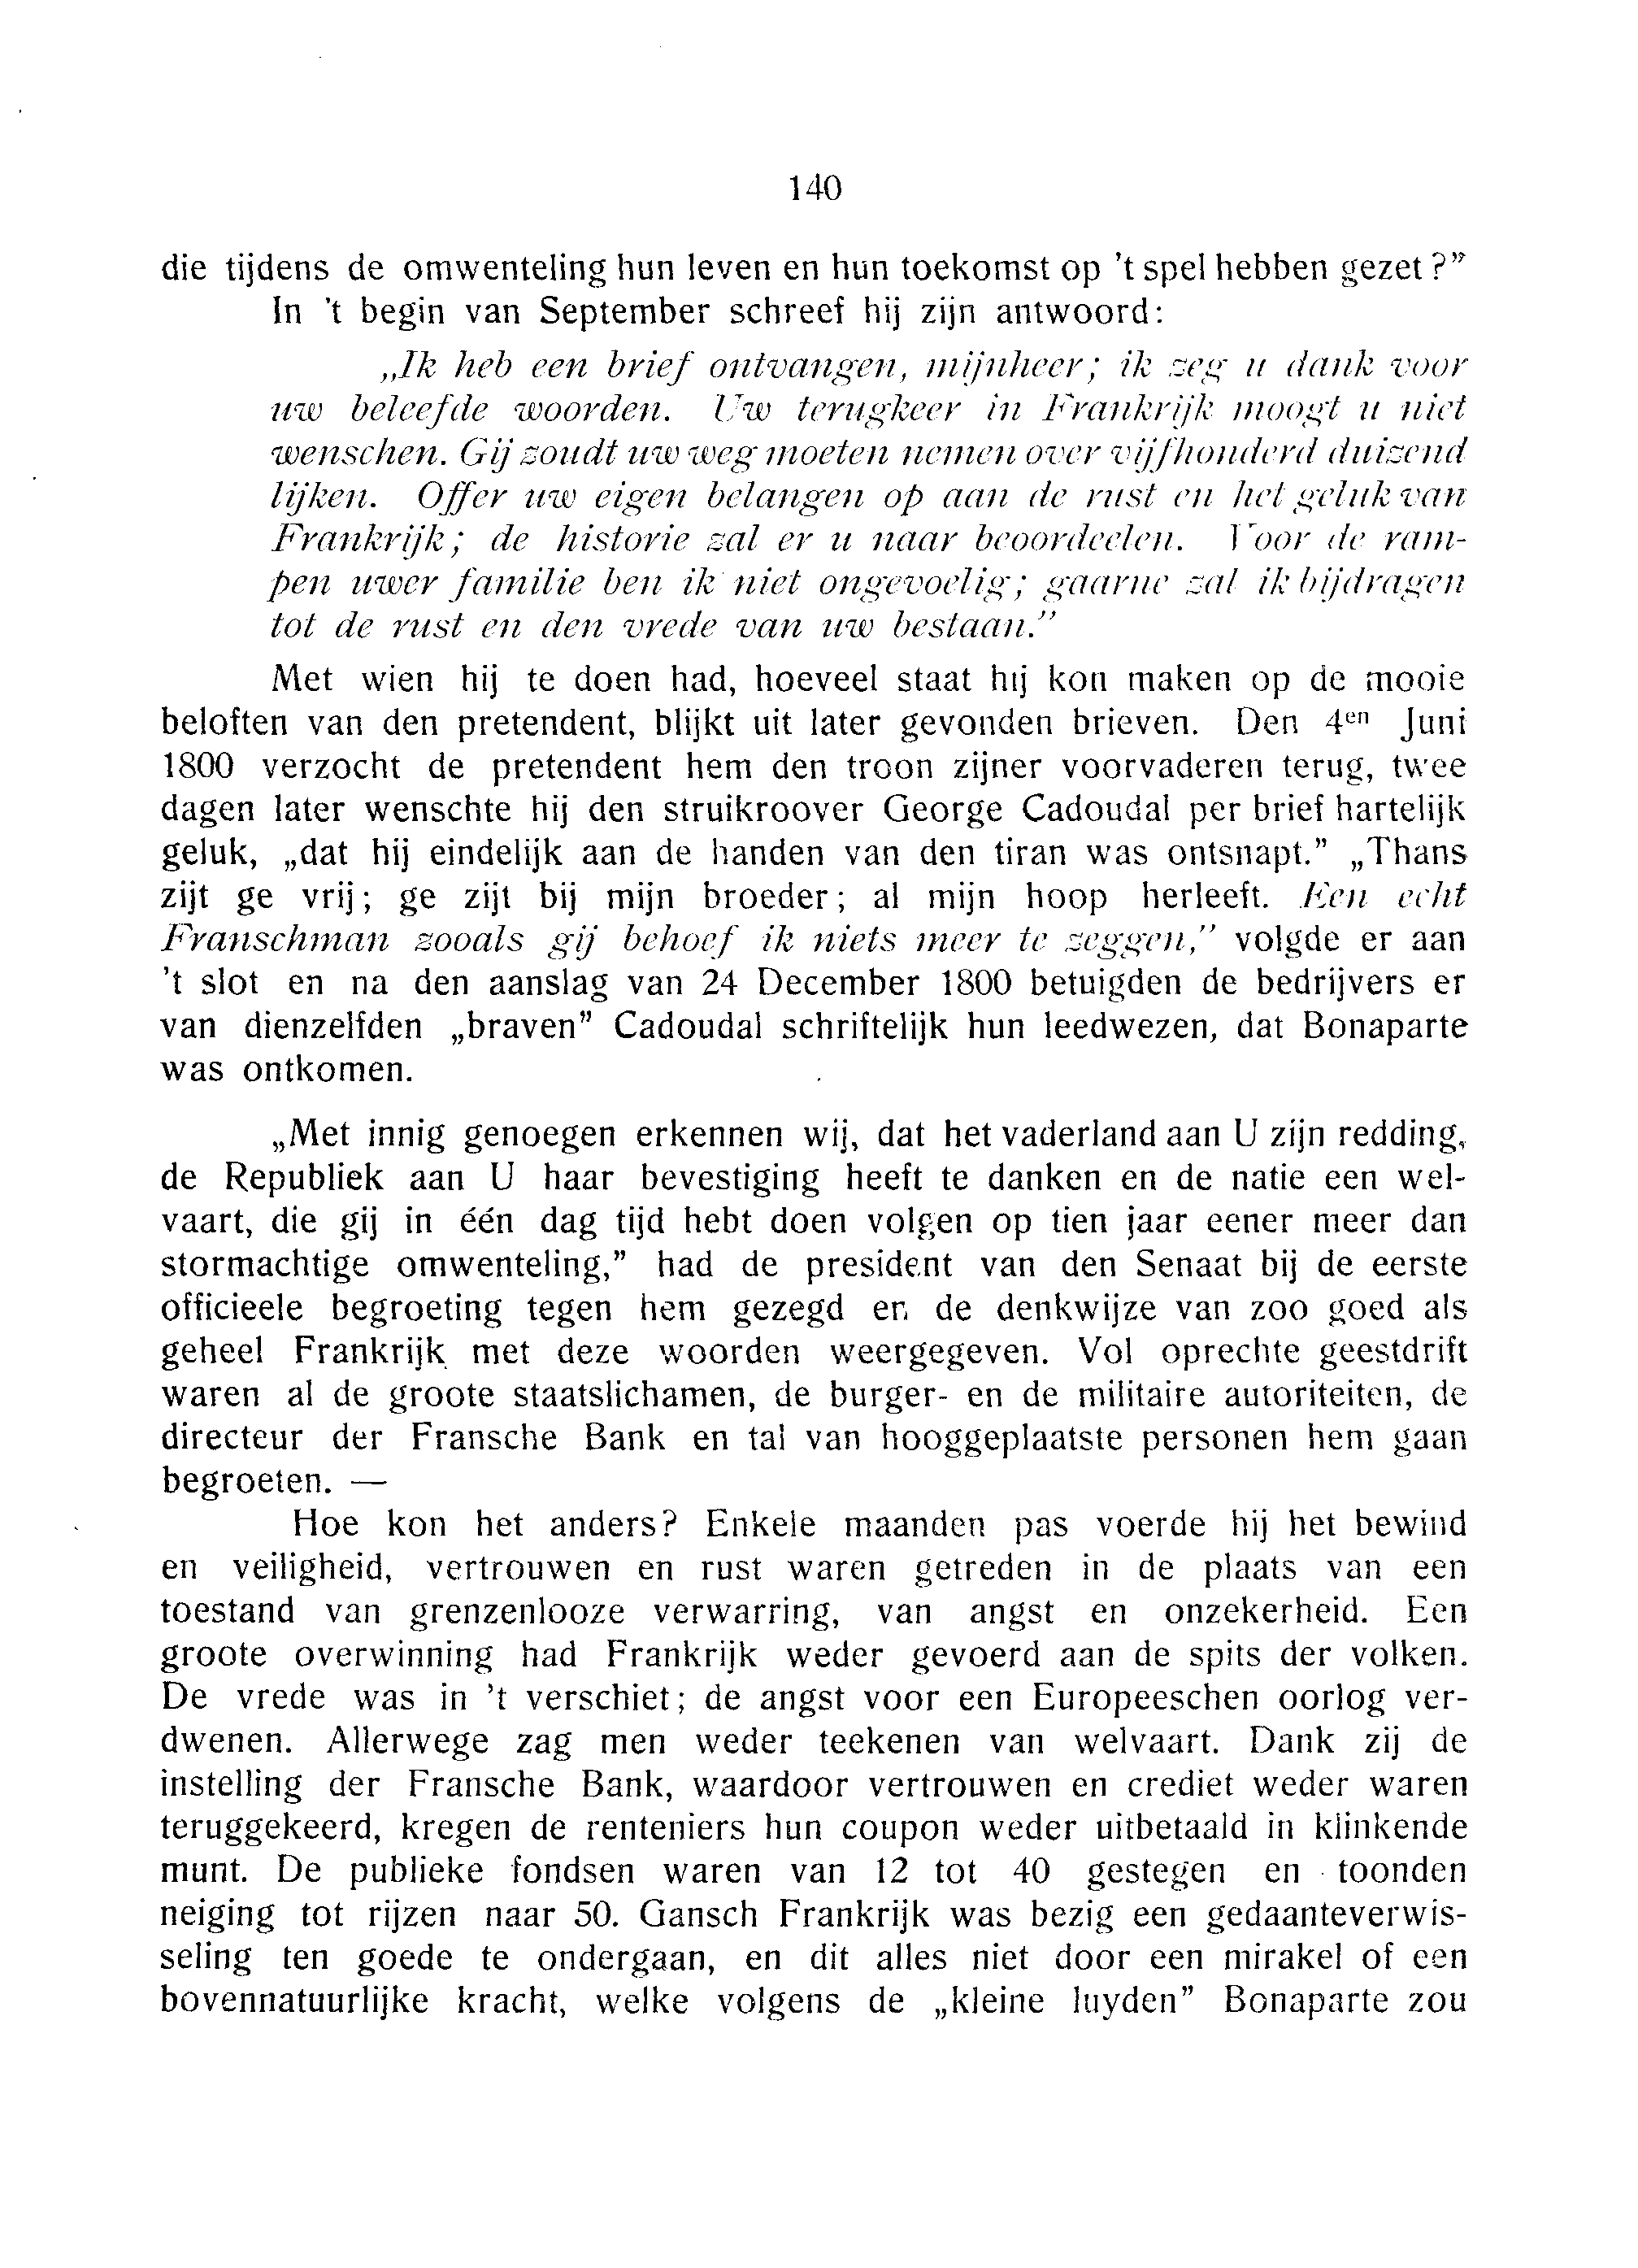 140
die tijdens de omwenteling hun leven en hun toekomst op 't spel hebben gezet?”
In 't begin van September schreef hij zijn antwoord:
„Ik heb een brief ontvangen, mijnheer; ik zeg u dank voor
uw beleefde woorden. Uw terugkeer in Frankrijk moogt u niet
wenschen. Gij zoudt uw weg moeten nemen over vijfhonderd duizend
lijken. Offer uw eigen belangen op aan de rust en het geluk van
Frankrijk; de historie zal er u naar beoordeelen. Voor de ram-
pen uwer familie ben ik niet ongevoelig; gaarne zal ik bijdragen
tot de rust en den vrede van uw bestaan.”
Met wien hij te doen had, hoeveel staat hij kon maken op de mooie
beloften van den pretendent, blijkt uit later gevonden brieven. Den 4en Juni
1800 verzocht de pretendent hem den troon zijner voorvaderen terug, twee
dagen later wenschte hij den struikroover George Cadoudal per brief hartelijk
geluk, „dat hij eindelijk aan de handen van den tiran was ontsnapt.” „Thans
zijt ge vrij; ge zijt bij mijn broeder; al mijn hoop herleeft. Een echt
Franschman zooals gij behoef ik niets meer te zeggen,” volgde er aan
't slot en na den aanslag van 24 December 1800 betuigden de bedrijvers er
van dienzelfden „braven” Cadoudal schriftelijk hun leedwezen, dat Bonaparte
was ontkomen.
„Met innig genoegen erkennen wij, dat het vaderland aan U zijn redding,
de Republiek aan U haar bevestiging heeft te danken en de natie een wel-
vaart, die gij in één dag tijd hebt doen volgen op tien jaar eener meer dan
stormachtige omwenteling,” had de president van den Senaat bij de eerste
officieele begroeting tegen hem gezegd en de denkwijze van zoo goed als
geheel Frankrijk met deze woorden weergegeven. Vol oprechte geestdrift
waren al de groote staatslichamen, de burger- en de militaire autoriteiten, de
directeur der Fransche Bank en tal van hooggeplaatste personen hem gaan
begroeten. —
Hoe kon het anders? Enkele maanden pas voerde hij het bewind
en veiligheid, vertrouwen en rust waren getreden in de plaats van een
toestand van grenzenlooze verwarring, van angst en onzekerheid. Een
groote overwinning had Frankrijk weder gevoerd aan de spits der volken.
De vrede was in 't verschiet; de angst voor een Europeeschen oorlog ver-
dwenen. Allerwege zag men weder teekenen van welvaart. Dank zij de
instelling der Fransche Bank, waardoor vertrouwen en crediet weder waren
teruggekeerd, kregen de renteniers hun coupon weder uitbetaald in klinkende
munt. De publieke fondsen waren van 12 tot 40 gestegen en toonden
neiging tot rijzen naar 50. Gansch Frankrijk was bezig een gedaanteverwis-
seling ten goede te ondergaan, en dit alles niet door een mirakel of een
bovennatuurlijke kracht, welke volgens de „kleine luyden” Bonaparte zou